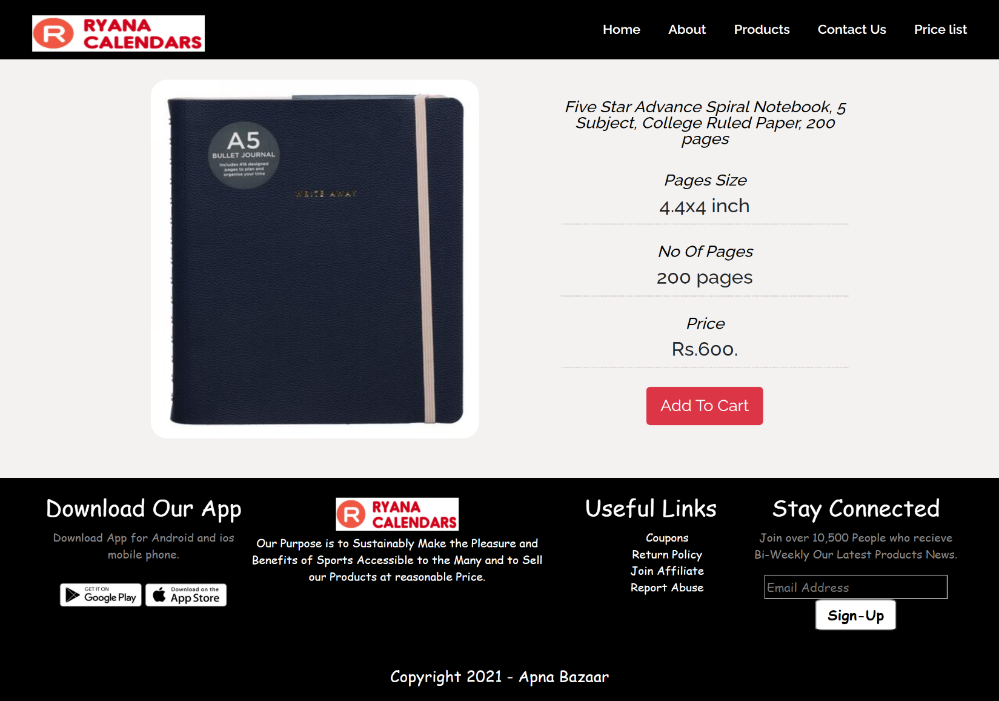 R RYANA
CALENDARS
Home About Products Contact Us Price list
A5
BULLET JOURNAL
Includes 416 designed
pages to plan and
organise your time
WRITE AWAY
Five Star Advance Spiral Notebook, 5
Subject, College Ruled Paper, 200
pages
Pages Size
4.4x4 inch
No Of Pages
200 pages
Price
Rs.600.
Add To Cart
Download Our App
Download App for Android and ios
mobile phone.
GET IT ON
Google Play
Download on the
App Store
R RYANA
CALENDARS
Our Purpose is to Sustainably Make the Pleasure and
Benefits of Sports Accessible to the Many and to Sell
our Products at reasonable Price.
Useful Links
Coupons
Return Policy
Join Affiliate
Report Abuse
Stay Connected
Join over 10,500 People who recieve
Bi-Weekly Our Latest Products News.
Email Address
Sign-Up
Copyright 2021 - Apna Bazaar